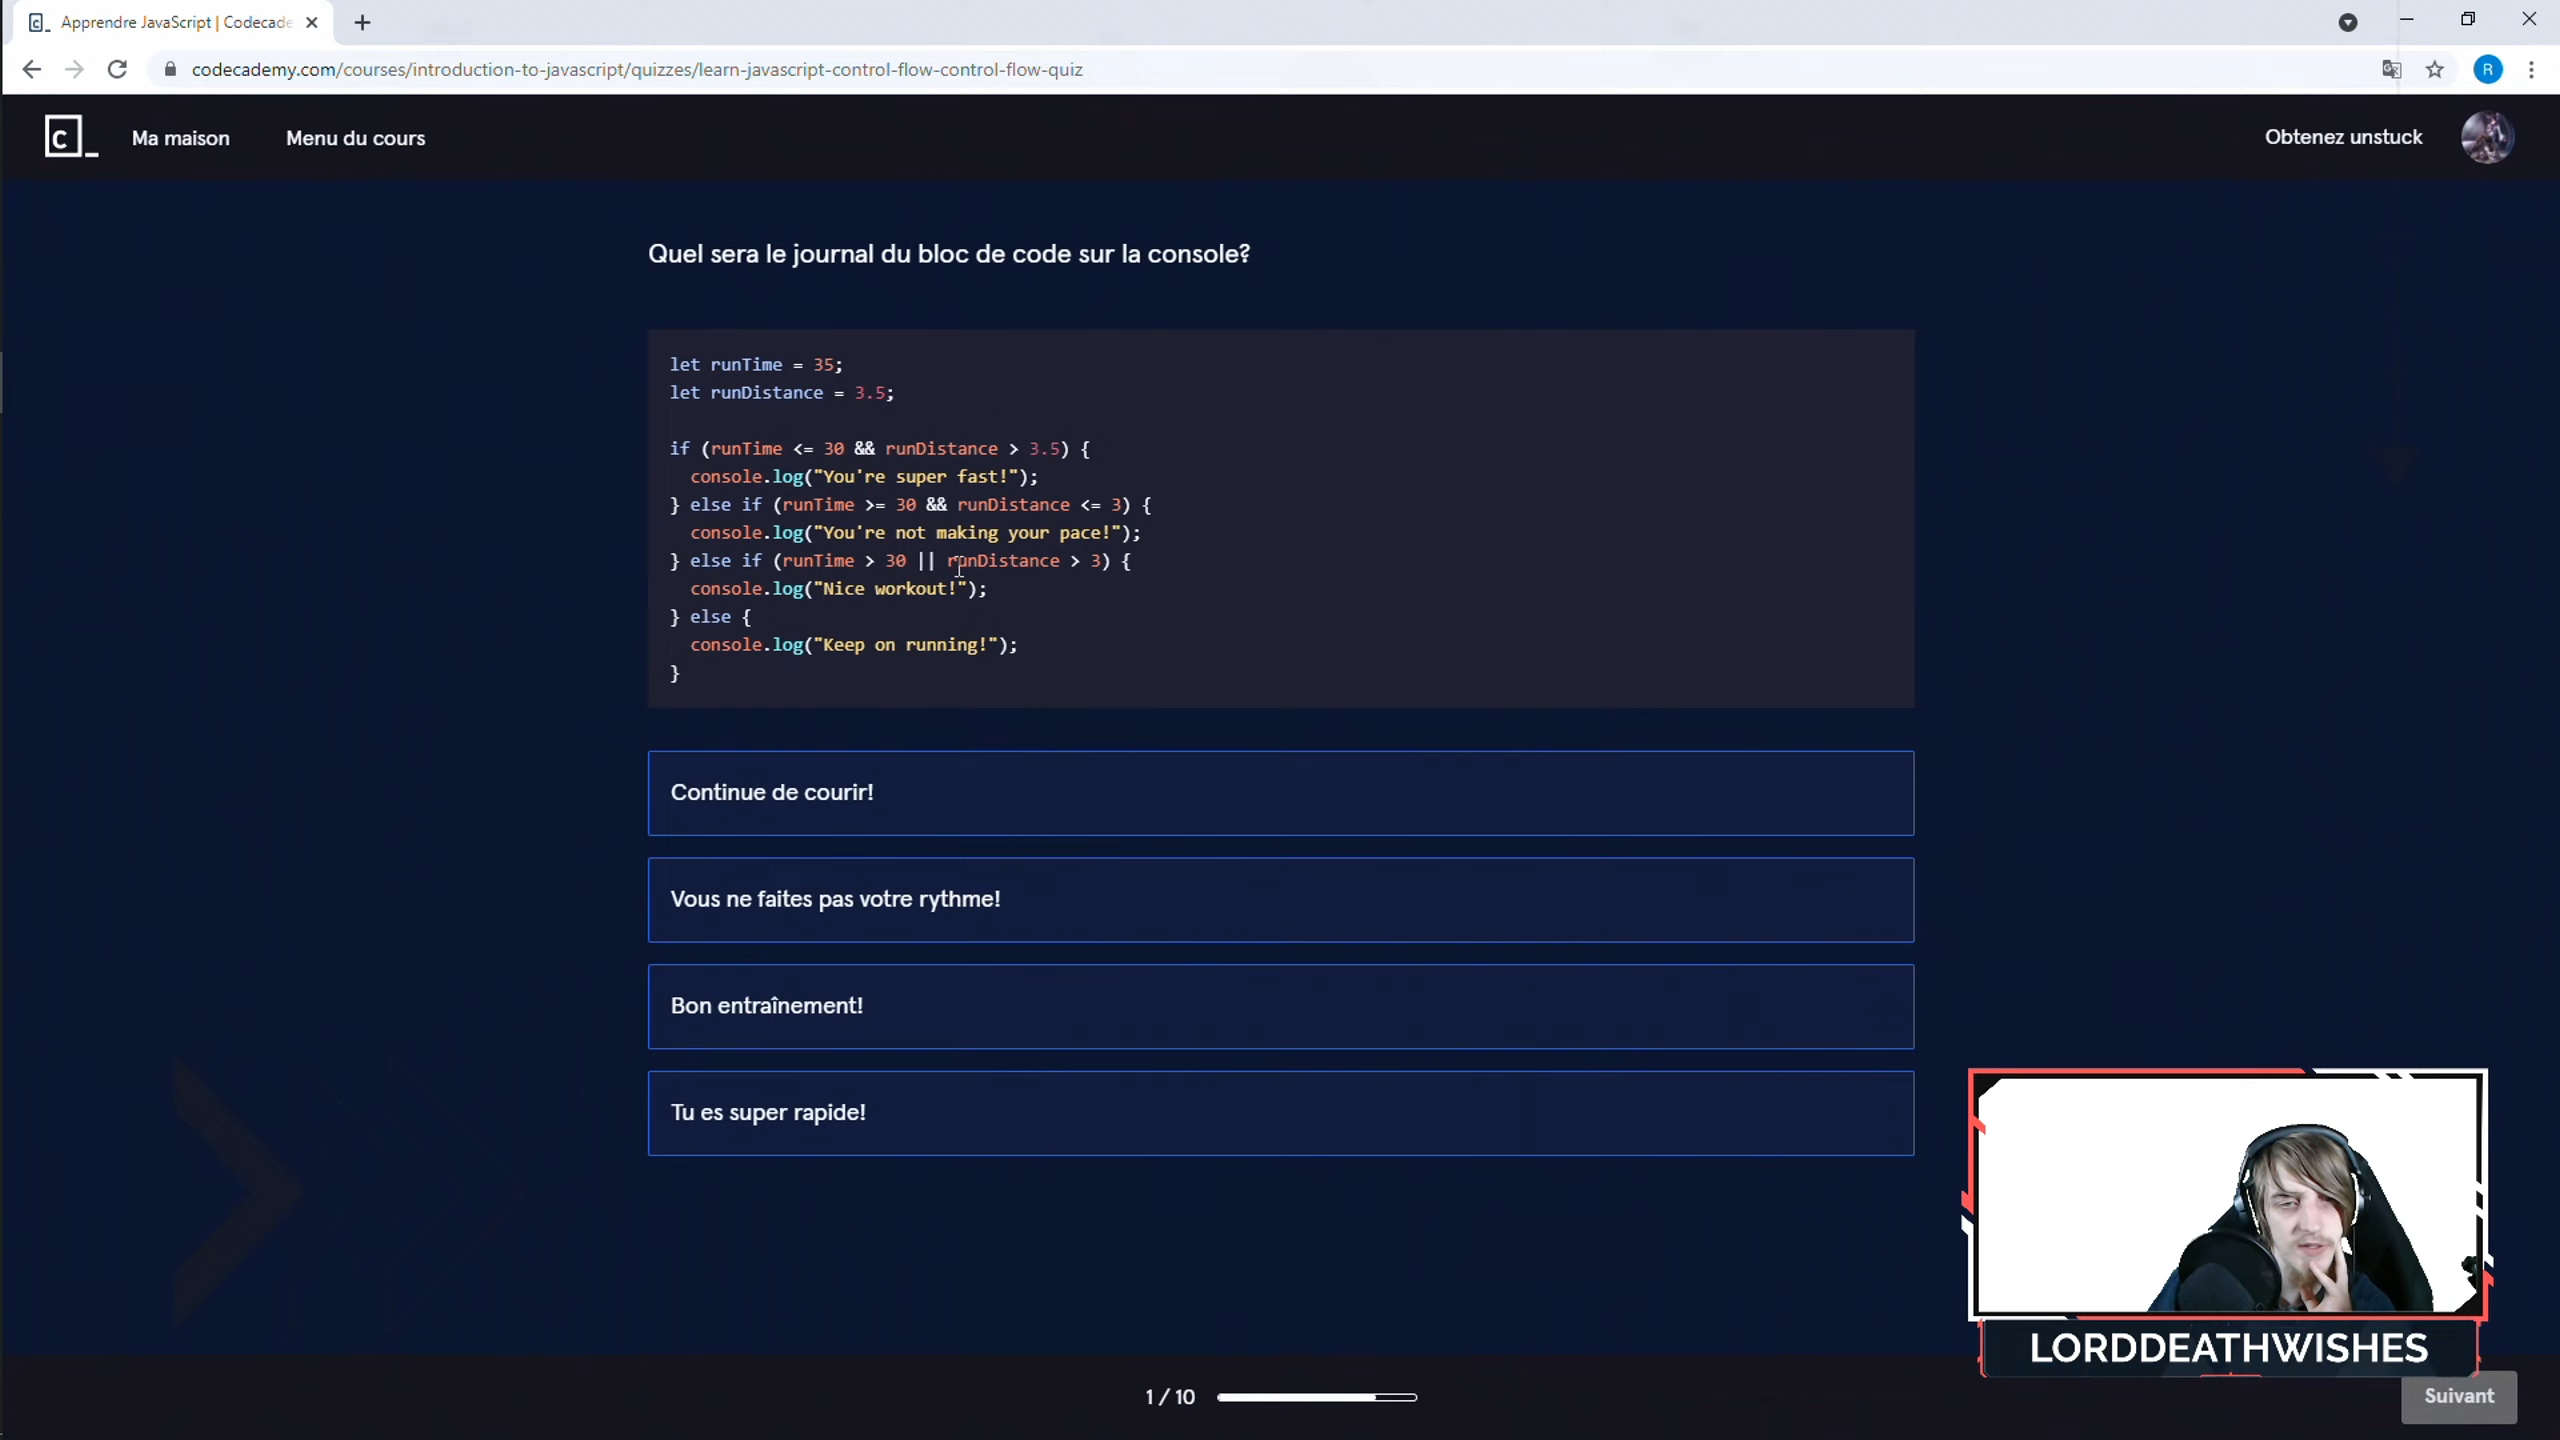 Apprendre JavaScript | Codecade
codecademy.com/courses/introduction-to-javascript/quizzes/learn-javascript-control-flow-control-flow-quiz
R
c_
Ma maison
Menu du cours
Obtenez unstuck
Quel sera le journal du bloc de code sur la console?
let runTime = 35;
let runDistance = 3.5;
if (runTime <= 30 && runDistance > 3.5) {
console.log("You're super fast!");
} else if (runTime >= 30 && runDistance <= 3) {
console.log("You're not making your pace!");
} else if (runTime > 30 || runDistance > 3) {
console.log("Nice workout!");
} else {
console.log("Keep on running!");
}
Continue de courir!
Vous ne faites pas votre rythme!
Bon entraînement!
Tu es super rapide!
LORDDEATHWISHES
1 / 10
Suivant